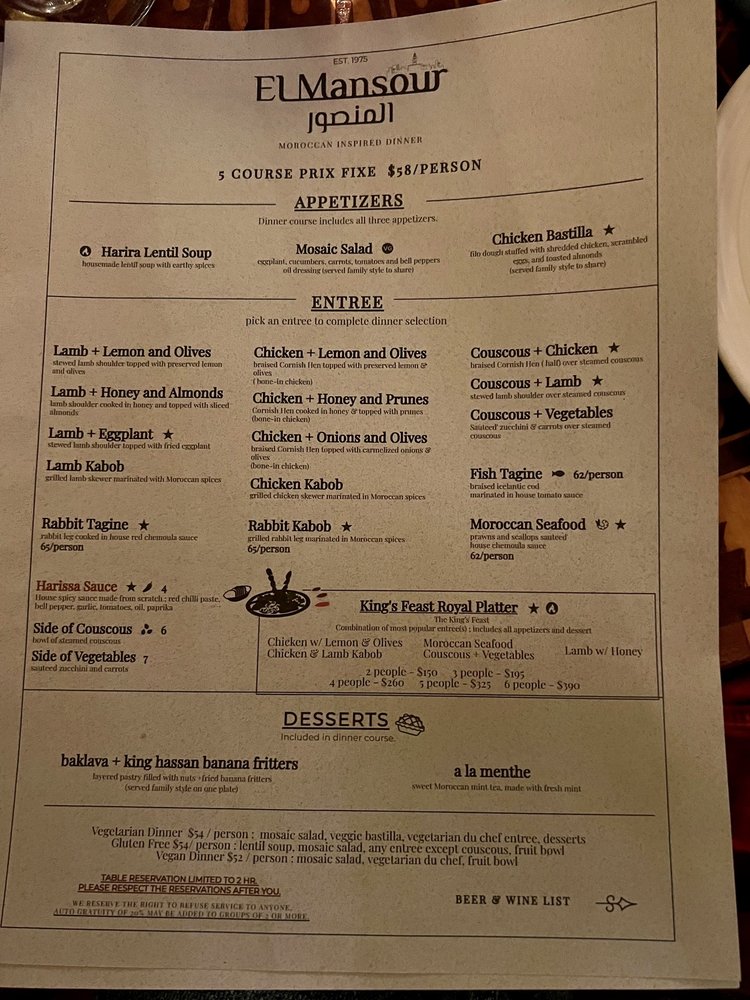 EST. 1975
El Mansour
المنصور
MOROCCAN INSPIRED DINNER
5 COURSE PRIX FIXE $58/PERSON
APPETIZERS
Dinner course includes all three appetizers.
Harira Lentil Soup
housemade lentil soup with earthy spices
Mosaic Salad VG
eggplant, cucumbers, carrots, tomatoes and bell peppers
oil dressing (served family style to share)
Chicken Bastilla ★
filo dough stuffed with shredded chicken, scrambled
eggs, and toasted almonds
(served family style to share)
ENTREE
pick an entree to complete dinner selection
Lamb + Lemon and Olives
stewed lamb shoulder topped with preserved lemon
and olives
Lamb + Honey and Almonds
lamb shoulder cooked in honey and topped with sliced
almonds
Lamb + Eggplant ★
stewed lamb shoulder topped with fried eggplant
Lamb Kabob
grilled lamb skewer marinated with Moroccan spices
Rabbit Tagine ★
rabbit leg cooked in house red chemoula sauce
65/person
Chicken + Lemon and Olives
braised Cornish Hen topped with preserved lemon &
olives
( bone-in chicken)
Chicken + Honey and Prunes
Cornish Hen cooked in honey & topped with prunes
(bone-in chicken)
Chicken + Onions and Olives
braised Cornish Hen topped with carmelized onions &
olives
(bone-in chicken)
Chicken Kabob
grilled chicken skewer marinated in Moroccan spices
Rabbit Kabob ★
grilled rabbit leg marinated in Moroccan spices
65/person
Couscous + Chicken ★
braised Cornish Hen ( half) over steamed couscous
Couscous + Lamb ★
stewed lamb shoulder over steamed couscous
Couscous + Vegetables
Sauteed' zucchini & carrots over steamed
couscous
Fish Tagine 62/person
braised icelantic cod
marinated in house tomato sauce
Moroccan Seafood ★
prawns and scallops sauteed'
house chemoula sauce
62/person
Harissa Sauce ★ 4
House spicy sauce made from scratch.: red chilli paste,
bell pepper, garlic, tomatoes, oil, paprika
Side of Couscous 6
bowl of steamed couscous
Side of Vegetables 7
sauteed zucchini and carrots
King's Feast Royal Platter ★
The King's Feast
Combination of most popular entree(s) ; includes all appetizers and dessert
Chicken w/ Lemon & Olives Moroccan Seafood Lamb w/ Honey
Chicken & Lamb Kabob Couscous + Vegetables
2 people - $150 3 people - $195
4 people - $260 5 people - $325 6 people - $390
DESSERTS
Included in dinner course.
baklava + king hassan banana fritters
layered pastry filled with nuts +fried banana fritters
(served family style on one plate)
a la menthe
sweet Moroccan mint tea, made with fresh mint
Vegetarian Dinner $54 / person : mosaic salad, veggie bastilla, vegetarian du chef entree, desserts
Gluten Free $54/ person : lentil soup, mosaic salad, any entree except couscous, fruit bowl
Vegan Dinner $52 / person : mosaic salad, vegetarian du chef, fruit bowl
TABLE RESERVATION LIMITED TO 2 HR.
PLEASE RESPECT THE RESERVATIONS AFTER YOU.
WE RESERVE THE RIGHT TO REFUSE SERVICE TO ANYONE.
AUTO GRATUITY OF 20% MAY BE ADDED TO GROUPS OF 2 OR MORE.
BEER & WINE LIST